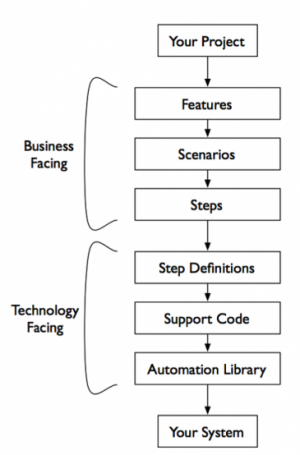 Your Project
Features
Business
Facing
Scenarios
Steps
Step Definitions
Technology
Facing
Support Code
Automation Library
Your System